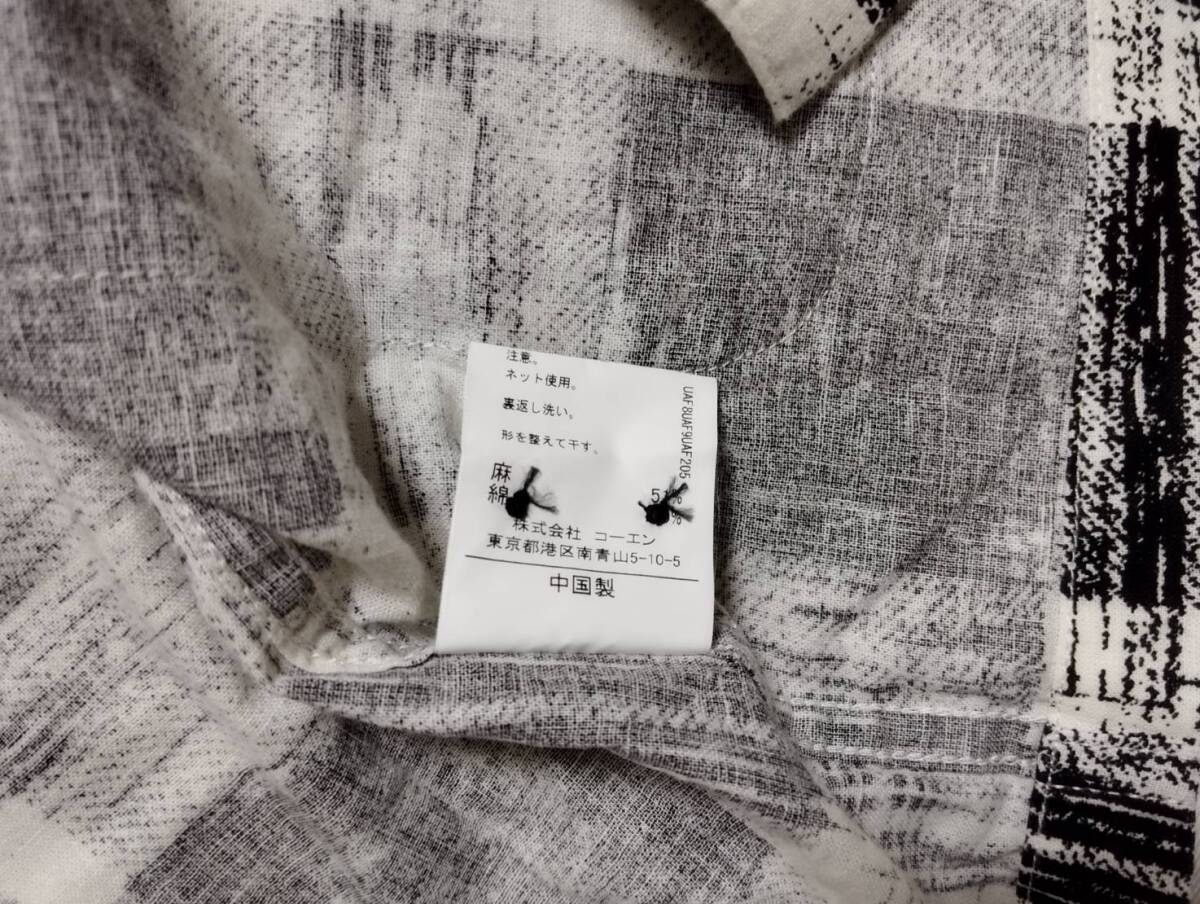 注意。
ネット使用。
裏返し洗い。
形を整えて干す。
麻
綿
株式会社 コーエン
東京都港区南青山5-10-5
中国製
UAF8UAF9UAF205